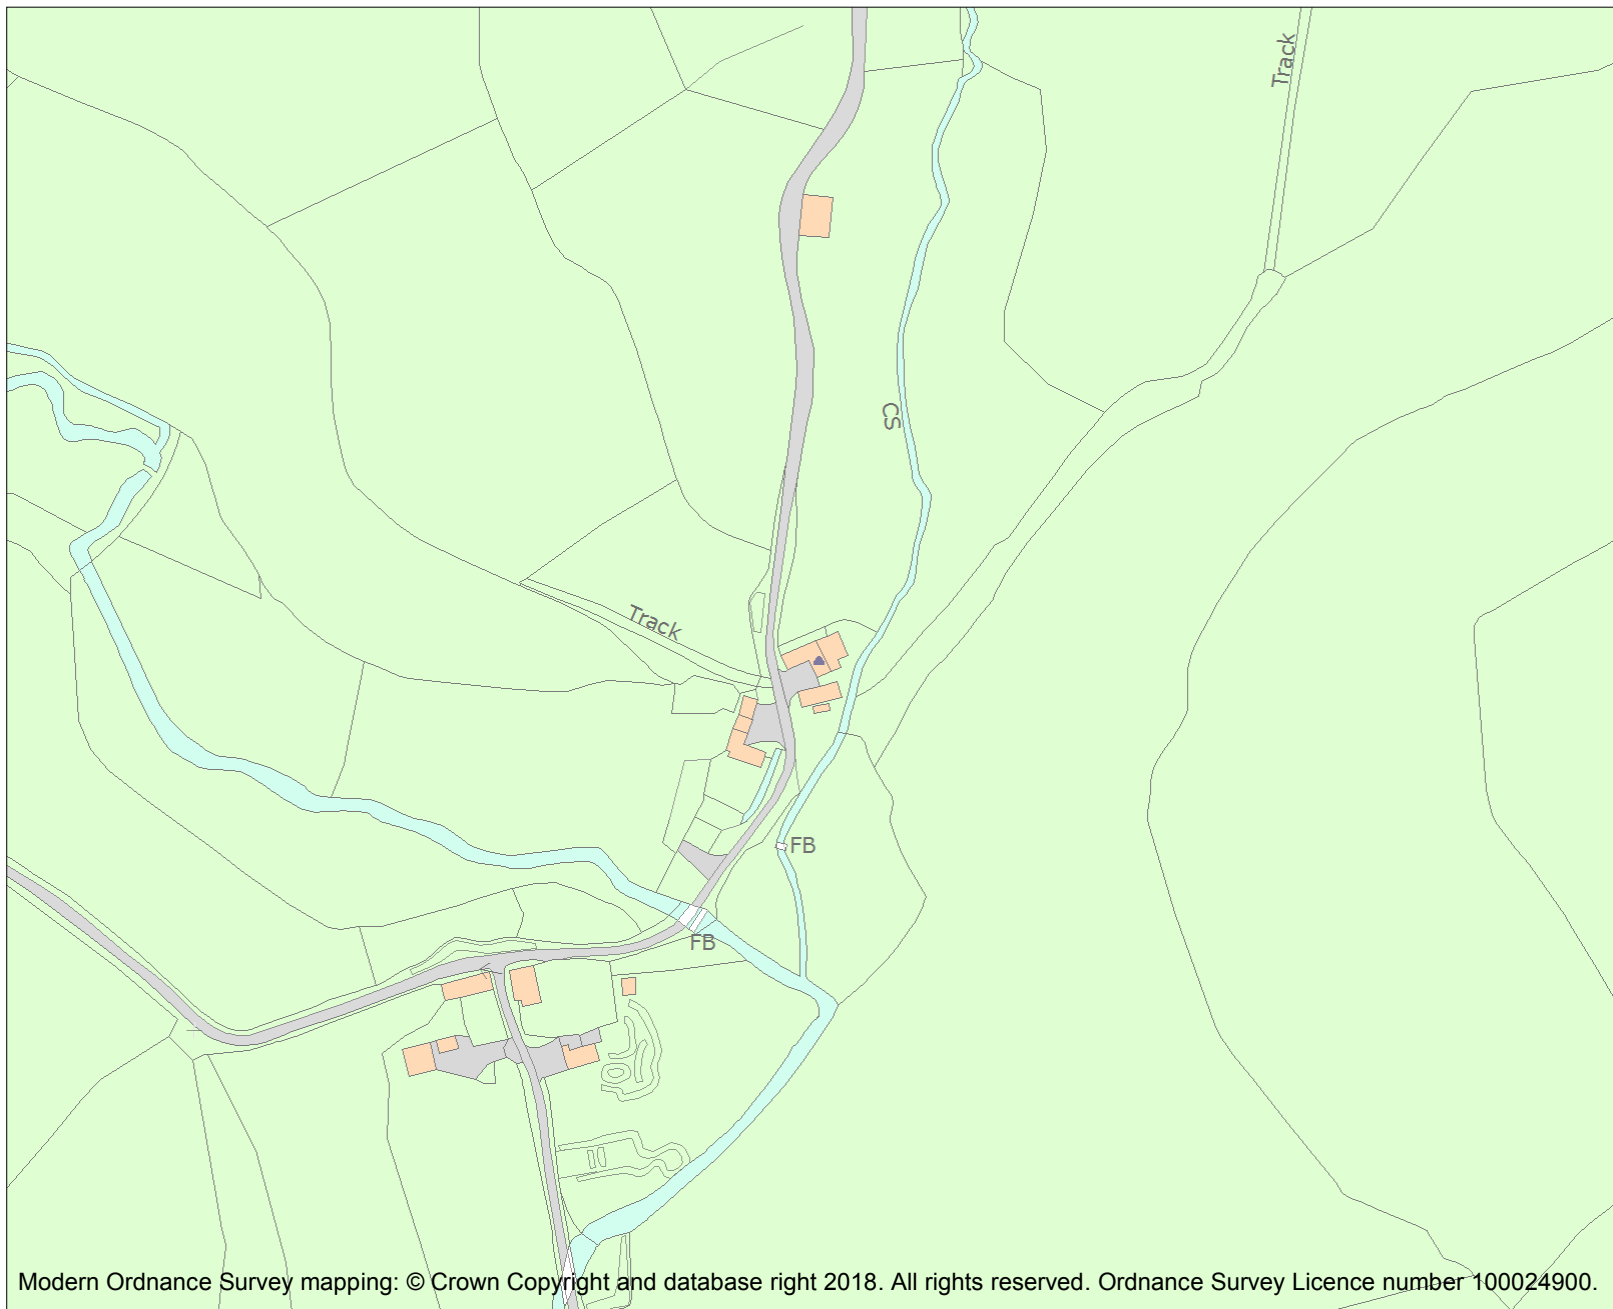 Track
CS
Track
FB
FB
Modern Ordnance Survey mapping: © Crown Copyright and database right 2018. All rights reserved. Ordnance Survey Licence number 100024900.